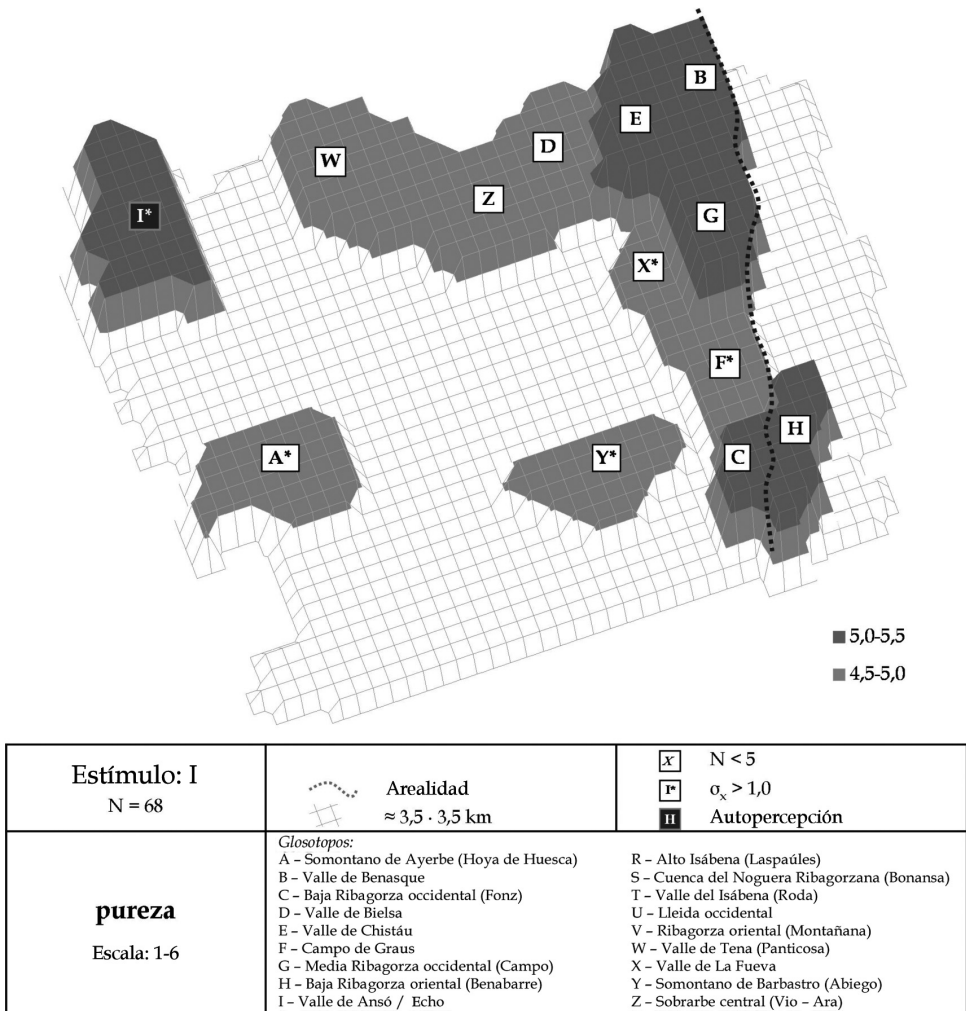 B
E
W
D
Z
I*
G
X*
F*
H
A*
Y*
C
5,0-5,5
4,5-5,0
Estímulo: I
N = 68
Arealidad
≈ 3,5 · 3,5 km
x N < 5
I* σx > 1,0
H Autopercepción
pureza
Escala: 1-6
Glosotopos:
A – Somontano de Ayerbe (Hoya de Huesca)
B – Valle de Benasque
C – Baja Ribagorza occidental (Fonz)
D – Valle de Bielsa
E – Valle de Chistáu
F – Campo de Graus
G – Media Ribagorza occidental (Campo)
H – Baja Ribagorza oriental (Benabarre)
I – Valle de Ansó / Echo
R – Alto Isábena (Laspaúles)
S – Cuenca del Noguera Ribagorzana (Bonansa)
T – Valle del Isábena (Roda)
U – Lleida occidental
V – Ribagorza oriental (Montañana)
W – Valle de Tena (Panticosa)
X – Valle de La Fueva
Y – Somontano de Barbastro (Abiego)
Z – Sobrarbe central (Vio – Ara)